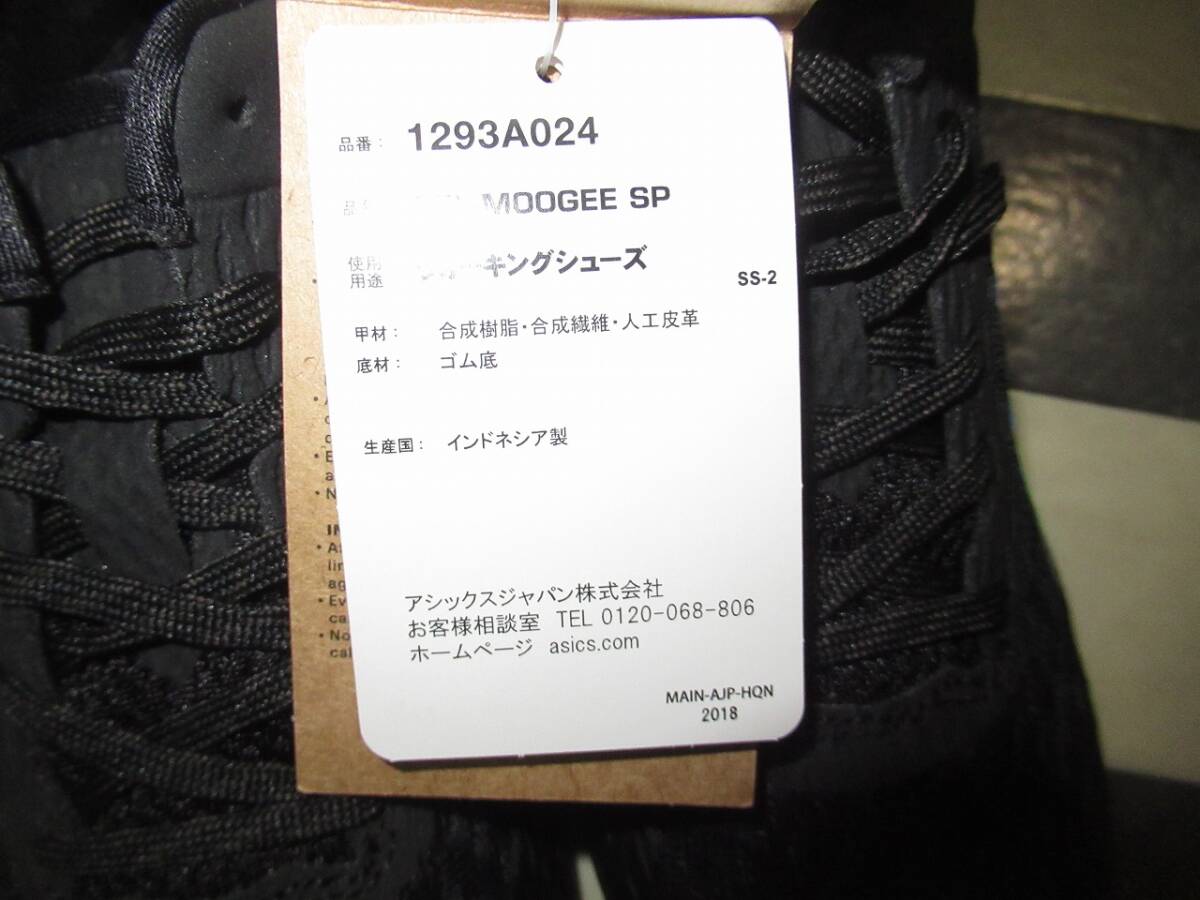 品番： 1293A024
MOOGEE SP
使用
用途 キングシューズ
SS-2
甲材： 合成樹脂・合成繊維・人工皮革
底材： ゴム底
生産国： インドネシア製
アシックスジャパン株式会社
お客様相談室 TEL 0120-068-806
ホームページ asics.com
MAIN-AJP-HQN
2018